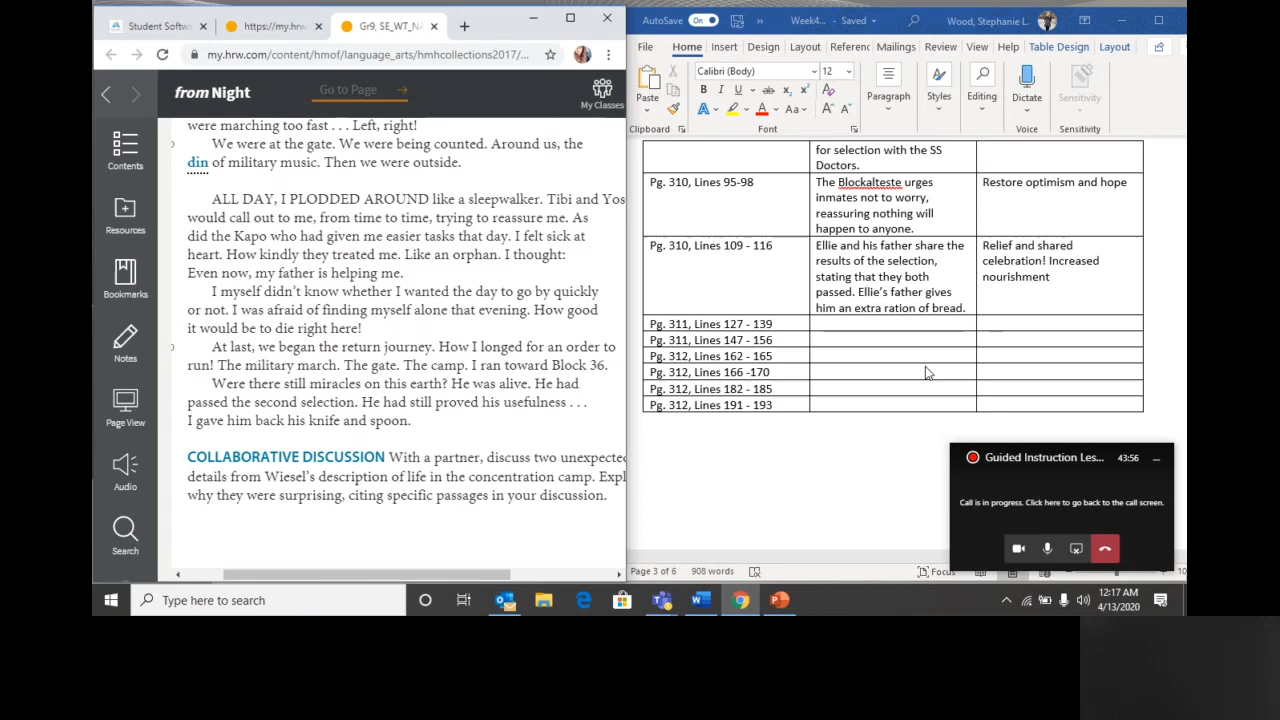 Student Softw
https://my.hrw
Gr9, SE_WT_NA
my.hrw.com/content/hmof/language_arts/hmhcollections2017/...
from Night
Go to Page
My Classes
Contents
Resources
Bookmarks
Notes
Page View
Audio
Search
were marching too fast . . . Left, right!
We were at the gate. We were being counted. Around us, the
din of military music. Then we were outside.
ALL DAY, I PLODDED AROUND like a sleepwalker. Tibi and Yos
would call out to me, from time to time, trying to reassure me. As
did the Kapo who had given me easier tasks that day. I felt sick at
heart. How kindly they treated me. Like an orphan. I thought:
Even now, my father is helping me.
I myself didn't know whether I wanted the day to go by quickly
or not. I was afraid of finding myself alone that evening. How good
it would be to die right here!
At last, we began the return journey. How I longed for an order to
run! The military march. The gate. The camp. I ran toward Block 36.
Were there still miracles on this earth? He was alive. He had
passed the second selection. He had still proved his usefulness . . .
I gave him back his knife and spoon.
COLLABORATIVE DISCUSSION With a partner, discuss two unexpected
details from Wiesel's description of life in the concentration camp. Expl
why they were surprising, citing specific passages in your discussion.
AutoSave On Week4... - Saved Wood, Stephanie L.
File Home Insert Design Layout Referenc Mailings Review View Help Table Design Layout
Paste
Clipboard
Calibri (Body) 12
B I U ab x₂ x² A
A Aa A A
Font
Paragraph
Styles
Editing
Dictate
Voice
Sensitivity
Sensitivity
for selection with the SS
Doctors.
Pg. 310, Lines 95-98
The Blockalteste urges
inmates not to worry,
reassuring nothing will
happen to anyone.
Restore optimism and hope
Pg. 310, Lines 109 - 116
Ellie and his father share the
results of the selection,
stating that they both
passed. Ellie's father gives
him an extra ration of bread.
Relief and shared
celebration! Increased
nourishment
Pg. 311, Lines 127 - 139
Pg. 311, Lines 147 - 156
Pg. 312, Lines 162 - 165
Pg. 312, Lines 166 -170
Pg. 312, Lines 182 - 185
Pg. 312, Lines 191 - 193
Guided Instruction Les... 43:56
Call is in progress. Click here to go back to the call screen.
Page 3 of 6 908 words Focus 10
Type here to search
12:17 AM
4/13/2020